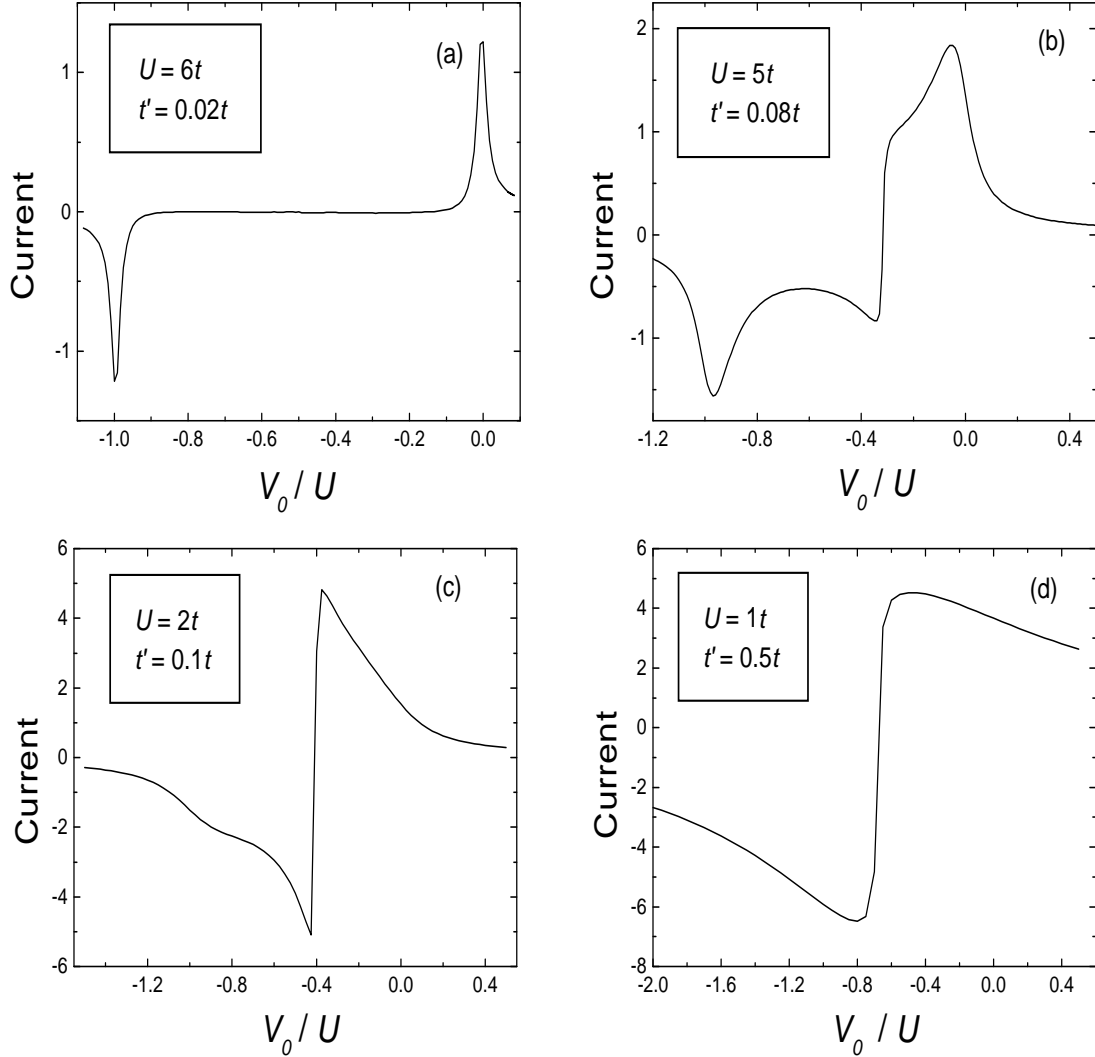 (a)
U = 6t
t' = 0.02t
1
0
-1
Current
-1.0 -0.8 -0.6 -0.4 -0.2 0.0
V0 / U
(b)
U = 5t
t' = 0.08t
2
1
0
-1
Current
-1.2 -0.8 -0.4 0.0 0.4
V0 / U
(c)
U = 2t
t' = 0.1t
6
4
2
0
-2
-4
-6
Current
-1.2 -0.8 -0.4 0.0 0.4
V0 / U
(d)
U = 1t
t' = 0.5t
6
4
2
0
-2
-4
-6
-8
Current
-2.0 -1.6 -1.2 -0.8 -0.4 0.0 0.4
V0 / U